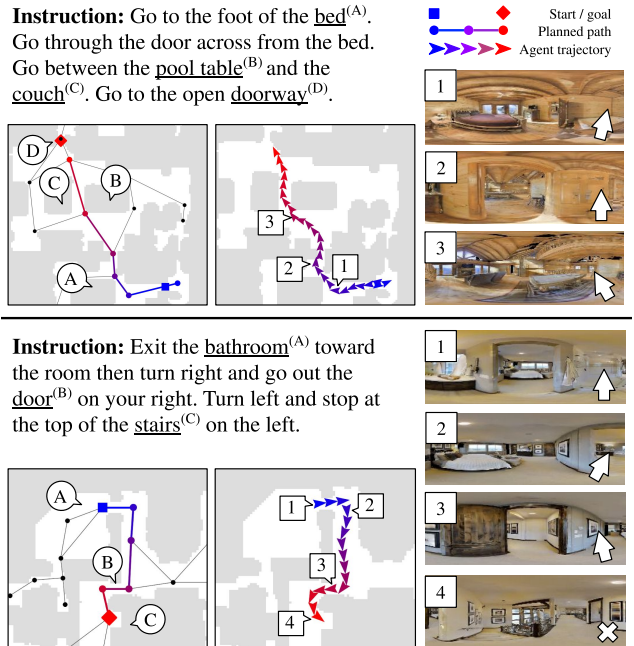 Instruction: Go to the foot of the bed(A).
Go through the door across from the bed.
Go between the pool table(B) and the
couch(C). Go to the open doorway(D).
Start / goal
Planned path
Agent trajectory
D
C
B
A
3
2
1
1
2
3
Instruction: Exit the bathroom(A) toward
the room then turn right and go out the
door(B) on your right. Turn left and stop at
the top of the stairs(C) on the left.
A
B
C
1
2
3
4
1
2
3
4